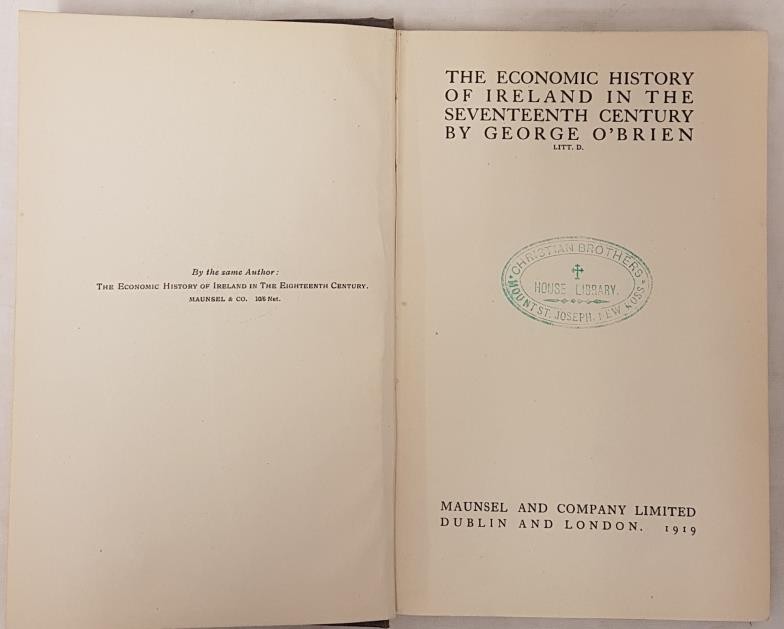 By the same Author:
THE ECONOMIC HISTORY OF IRELAND IN THE EIGHTEENTH CENTURY.
MAUNSEL & CO. 10/6 Net.
THE ECONOMIC HISTORY
OF IRELAND IN THE
SEVENTEENTH CENTURY
BY GEORGE O'BRIEN
LITT. D.
CHRISTIAN BROTHERS
HOUSE LIBRARY.
MOUNT ST. JOSEPH, NEW ROSS
MAUNSEL AND COMPANY LIMITED
DUBLIN AND LONDON. 1919